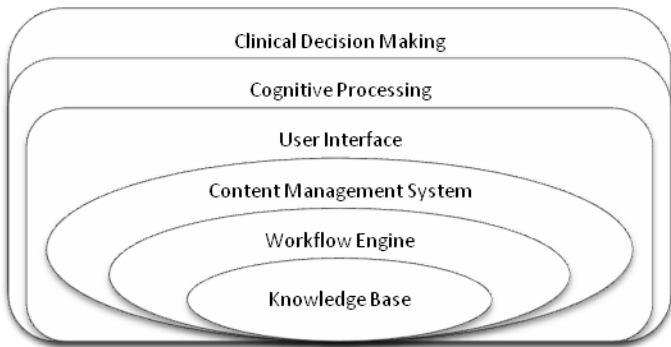 Clinical Decision Making
Cognitive Processing
User Interface
Content Management System
Workflow Engine
Knowledge Base